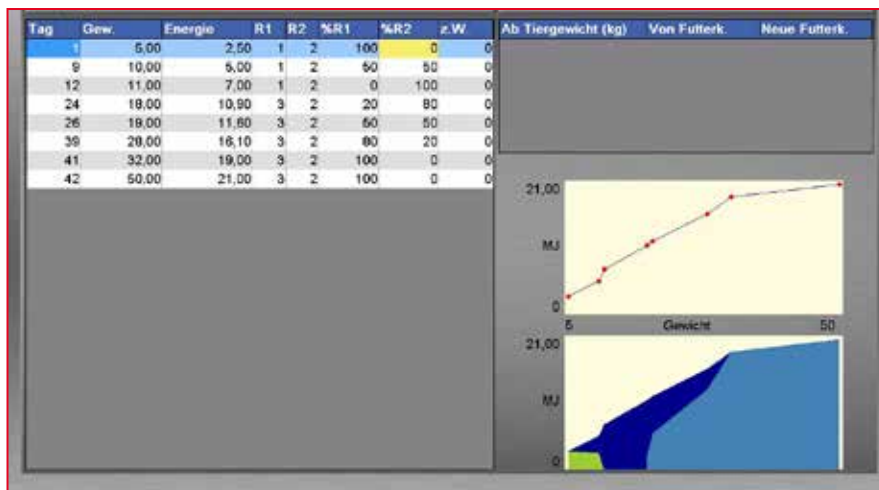 Tag Gew. Energie R1 R2 %R1 %R2 z.W
1 5,00 2,50 1 2 100 0 0
9 10,00 5,00 1 2 50 50 0
12 11,00 7,00 1 2 0 100 0
24 18,00 10,90 3 2 20 80 0
26 19,00 11,60 3 2 50 50 0
39 28,00 16,10 3 2 80 20 0
41 32,00 19,00 3 2 100 0 0
42 50,00 21,00 3 2 100 0 0
Ab Tiergewicht (kg) Von Futterk. Neue Futterk.
21,00
MJ
0
5 Gewicht 50
21,00
MJ
0